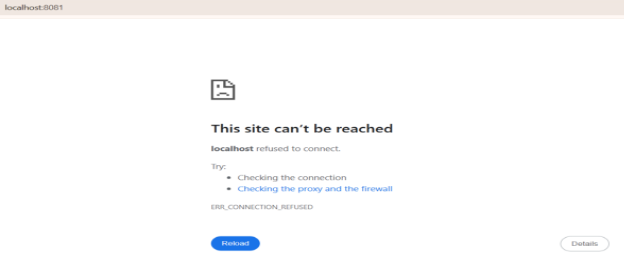 localhost:8081
This site can't be reached
localhost refused to connect.
Try:
• Checking the connection
• Checking the proxy and the firewall
ERR_CONNECTION_REFUSED
Reload
Details